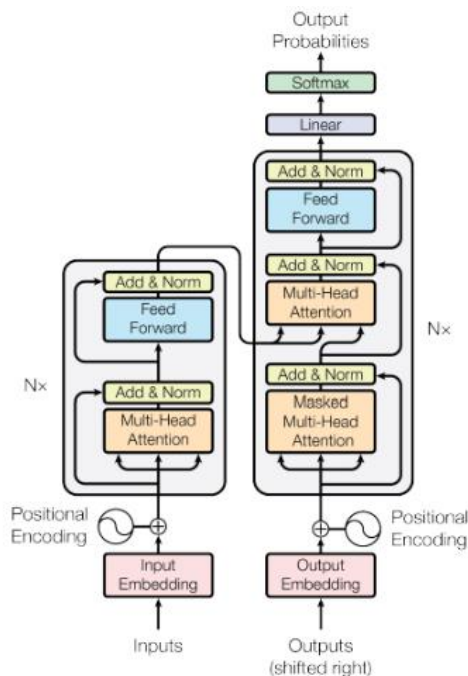 Output
Probabilities
Softmax
Linear
Add & Norm
Feed
Forward
Add & Norm
Multi-Head
Attention
Nx
Add & Norm
Masked
Multi-Head
Attention
Add & Norm
Feed
Forward
Nx
Add & Norm
Multi-Head
Attention
Positional
Encoding
Positional
Encoding
Input
Embedding
Output
Embedding
Inputs
Outputs
(shifted right)